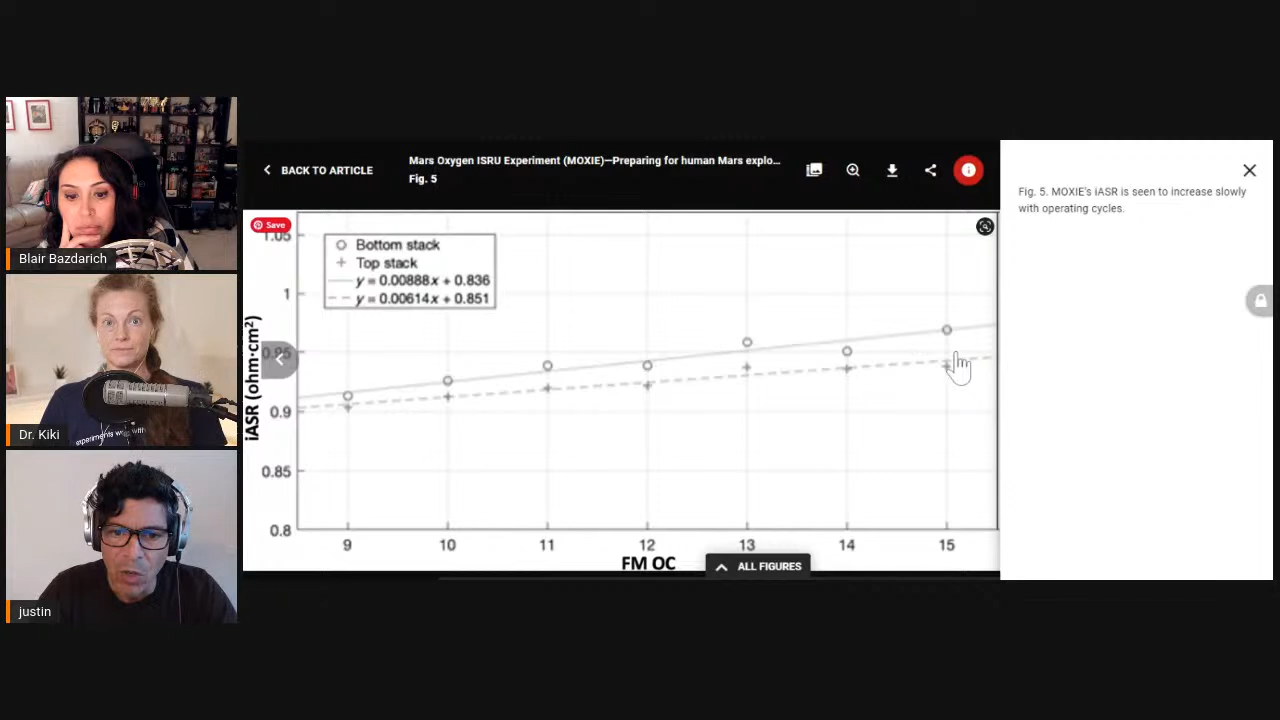 BACK TO ARTICLE
Mars Oxygen ISRU Experiment (MOXIE)—Preparing for human Mars explo...
Fig. 5
Save
Bottom stack
Top stack
y = 0.00888x + 0.836
y = 0.00614x + 0.851
1.05
1
0.95
0.9
0.85
0.8
iASR (ohm·cm²)
9 10 11 12 13 14 15
FM OC
ALL FIGURES
Fig. 5. MOXIE's iASR is seen to increase slowly
with operating cycles.
Blair Bazdarich
experiments
Dr. Kiki
justin